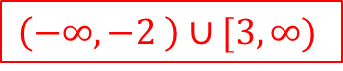 (−∞, −2 ) ∪ [3, ∞)